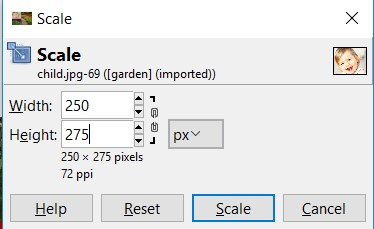 Scale
Scale
child.jpg-69 ([garden] (imported))
Width: 250
Height: 275 px
250 × 275 pixels
72 ppi
Help Reset Scale Cancel